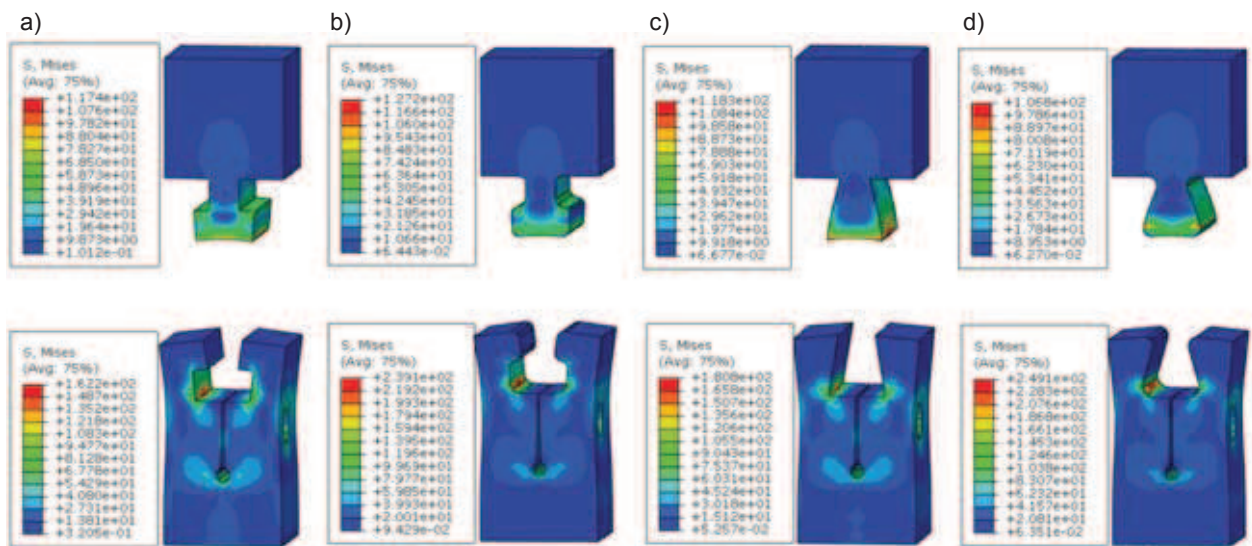 a)
S, Mises
(Avg: 75%)
+1.174e+02
+1.076e+02
+9.782e+01
+8.804e+01
+7.827e+01
+6.850e+01
+5.873e+01
+4.896e+01
+3.919e+01
+2.942e+01
+1.964e+01
+9.873e+00
+1.012e-01
b)
S, Mises
(Avg: 75%)
+1.272e+02
+1.166e+02
+1.060e+02
+9.543e+01
+8.483e+01
+7.424e+01
+6.364e+01
+5.305e+01
+4.245e+01
+3.185e+01
+2.126e+01
+1.066e+01
+6.443e-02
c)
S, Mises
(Avg: 75%)
+1.183e+02
+1.084e+02
+9.858e+01
+8.873e+01
+7.888e+01
+6.903e+01
+5.918e+01
+4.932e+01
+3.947e+01
+2.962e+01
+1.977e+01
+9.918e+00
+6.677e-02
d)
S, Mises
(Avg: 75%)
+1.068e+02
+9.786e+01
+8.897e+01
+8.008e+01
+7.119e+01
+6.230e+01
+5.341e+01
+4.452e+01
+3.563e+01
+2.673e+01
+1.784e+01
+8.953e+00
+6.270e-02
S, Mises
(Avg: 75%)
+1.622e+02
+1.487e+02
+1.352e+02
+1.218e+02
+1.083e+02
+9.477e+01
+8.128e+01
+6.778e+01
+5.429e+01
+4.080e+01
+2.731e+01
+1.381e+01
+3.205e-01
S, Mises
(Avg: 75%)
+2.391e+02
+2.192e+02
+1.993e+02
+1.794e+02
+1.594e+02
+1.395e+02
+1.196e+02
+9.969e+01
+7.977e+01
+5.985e+01
+3.993e+01
+2.001e+01
+9.429e-02
S, Mises
(Avg: 75%)
+1.808e+02
+1.658e+02
+1.507e+02
+1.356e+02
+1.206e+02
+1.055e+02
+9.043e+01
+7.537e+01
+6.031e+01
+4.524e+01
+3.018e+01
+1.512e+01
+5.257e-02
S, Mises
(Avg: 75%)
+2.491e+02
+2.283e+02
+2.076e+02
+1.868e+02
+1.661e+02
+1.453e+02
+1.246e+02
+1.038e+02
+8.307e+01
+6.232e+01
+4.157e+01
+2.081e+01
+6.351e-02